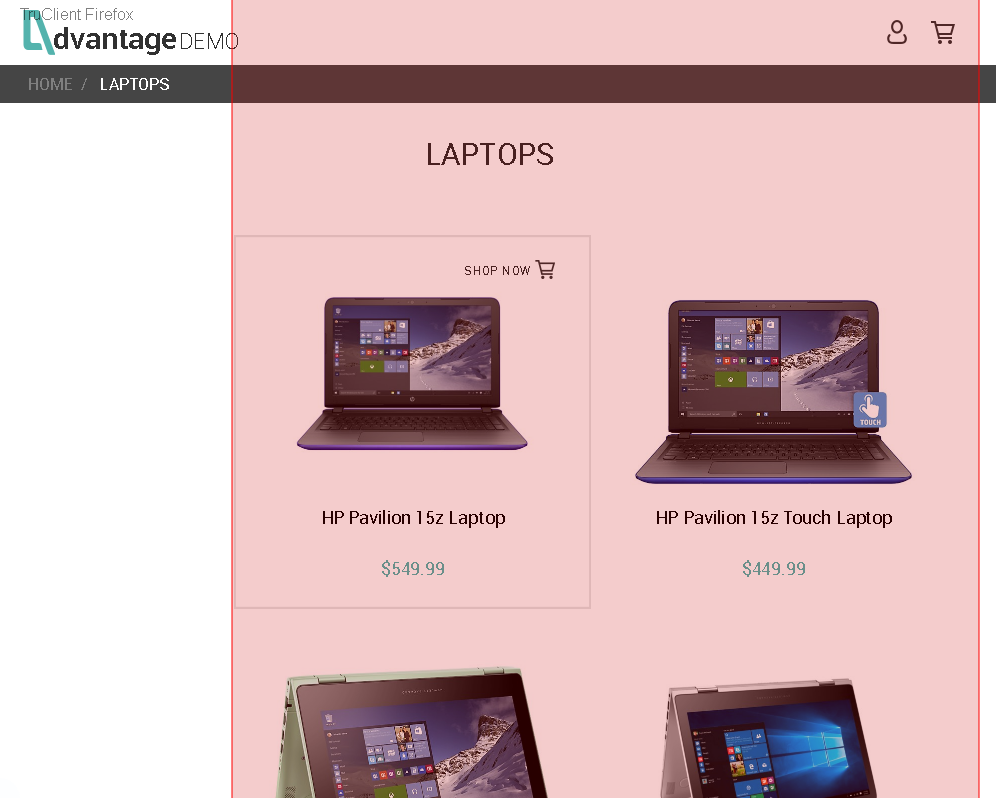 TruClient Firefox
dvantage DEMO
HOME / LAPTOPS
LAPTOPS
SHOP NOW
TOUCH
HP Pavilion 15z Laptop
HP Pavilion 15z Touch Laptop
$549.99
$449.99